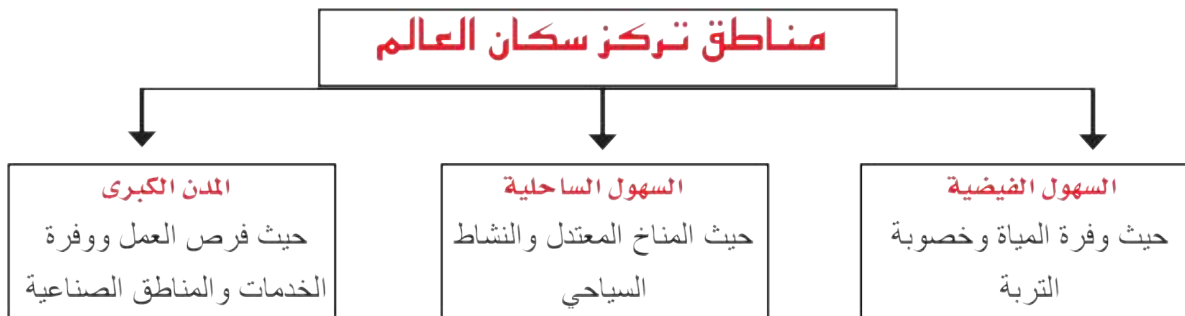 مناطق تركز سكان العالم
السهول الفيضية
حيث وفرة المياة وخصوبة
التربة
السهول الساحلية
حيث المناخ المعتدل والنشاط
السياحي
المدن الكبرى
حيث فرص العمل ووفرة
الخدمات والمناطق الصناعية